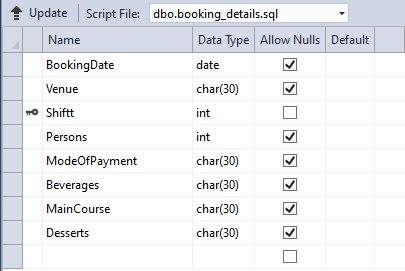 Update Script File: dbo.booking_details.sql
Name Data Type Allow Nulls Default
BookingDate date
Venue char(30)
Shiftt int
Persons int
ModeOfPayment char(30)
Beverages char(30)
MainCourse char(30)
Desserts char(30)